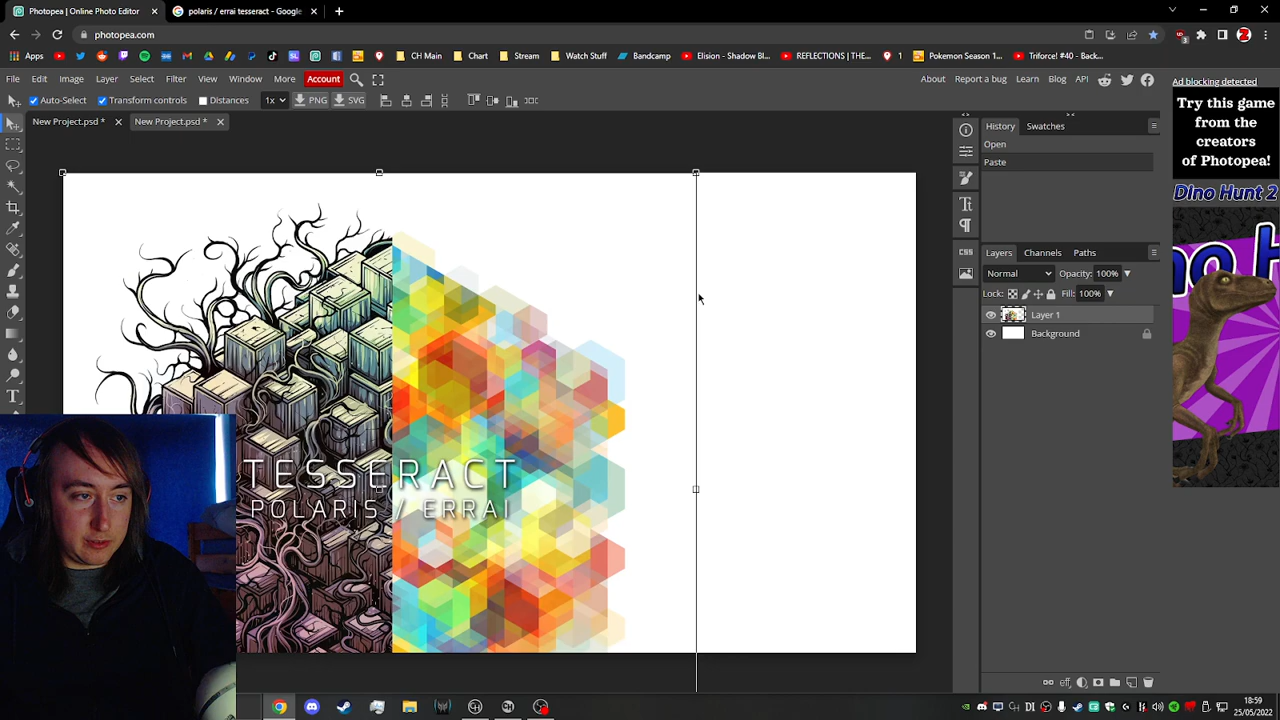 Photopea | Online Photo Editor
polaris / errai tesseract - Google
photopea.com
Apps
CH Main
Chart
Stream
Watch Stuff
Bandcamp
Elision - Shadow Bl...
REFLECTIONS | THE...
1
Pokemon Season 1...
Triforce! #40 - Back...
File Edit Image Layer Select Filter View Window More Account
About Report a bug Learn Blog API
Ad blocking detected
Auto-Select Transform controls Distances 1x PNG SVG
New Project.psd * New Project.psd *
Try this game
from the
creators
of Photopea!
Dino Hunt 2
History Swatches
Open
Paste
CSS
Layers Channels Paths
Normal Opacity: 100%
Lock: Fill: 100%
Layer 1
Background
TESSERACT
POLARIS / ERRAI
18:59
25/05/2022